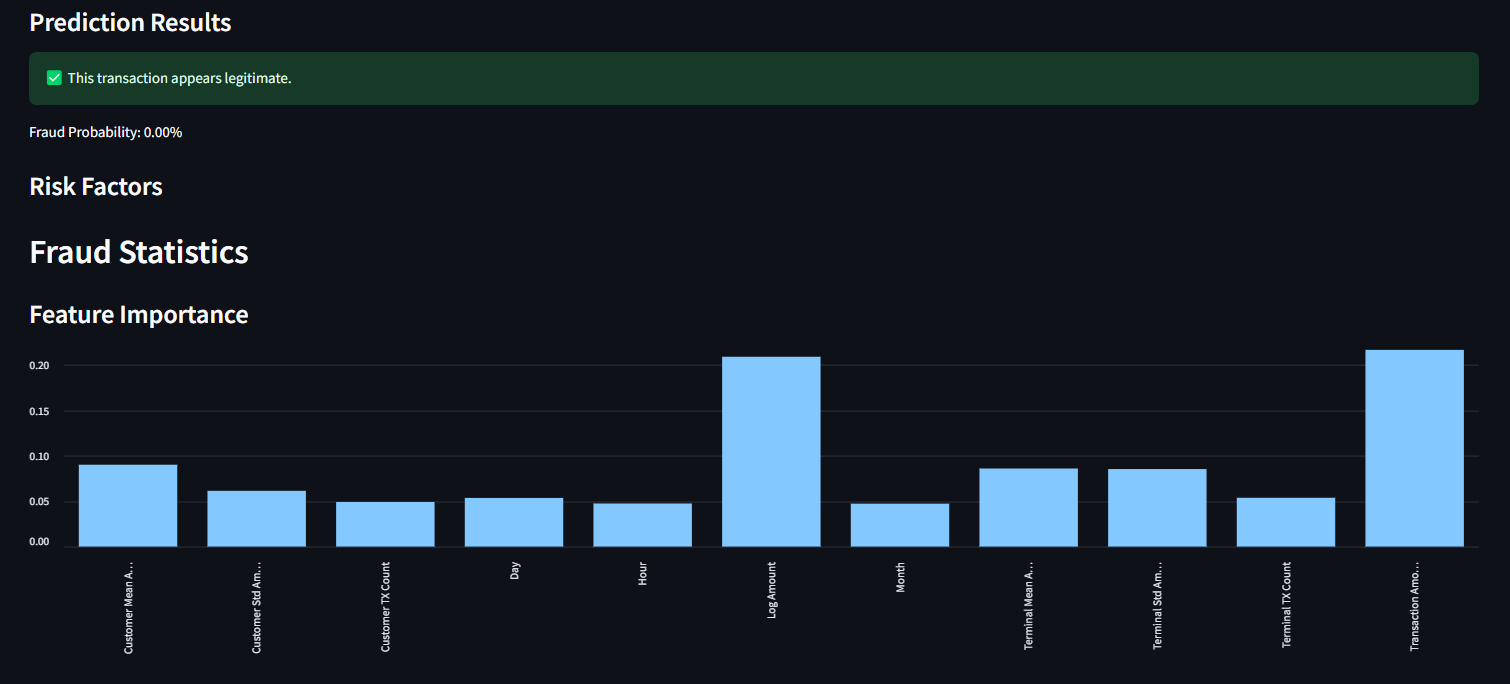 Prediction Results
✅ This transaction appears legitimate.
Fraud Probability: 0.00%
Risk Factors
Fraud Statistics
Feature Importance
0.20
0.15
0.10
0.05
0.00
Customer Mean A...
Customer Std Am...
Customer TX Count
Day
Hour
Log Amount
Month
Terminal Mean A...
Terminal Std Am...
Terminal TX Count
Transaction Amo...